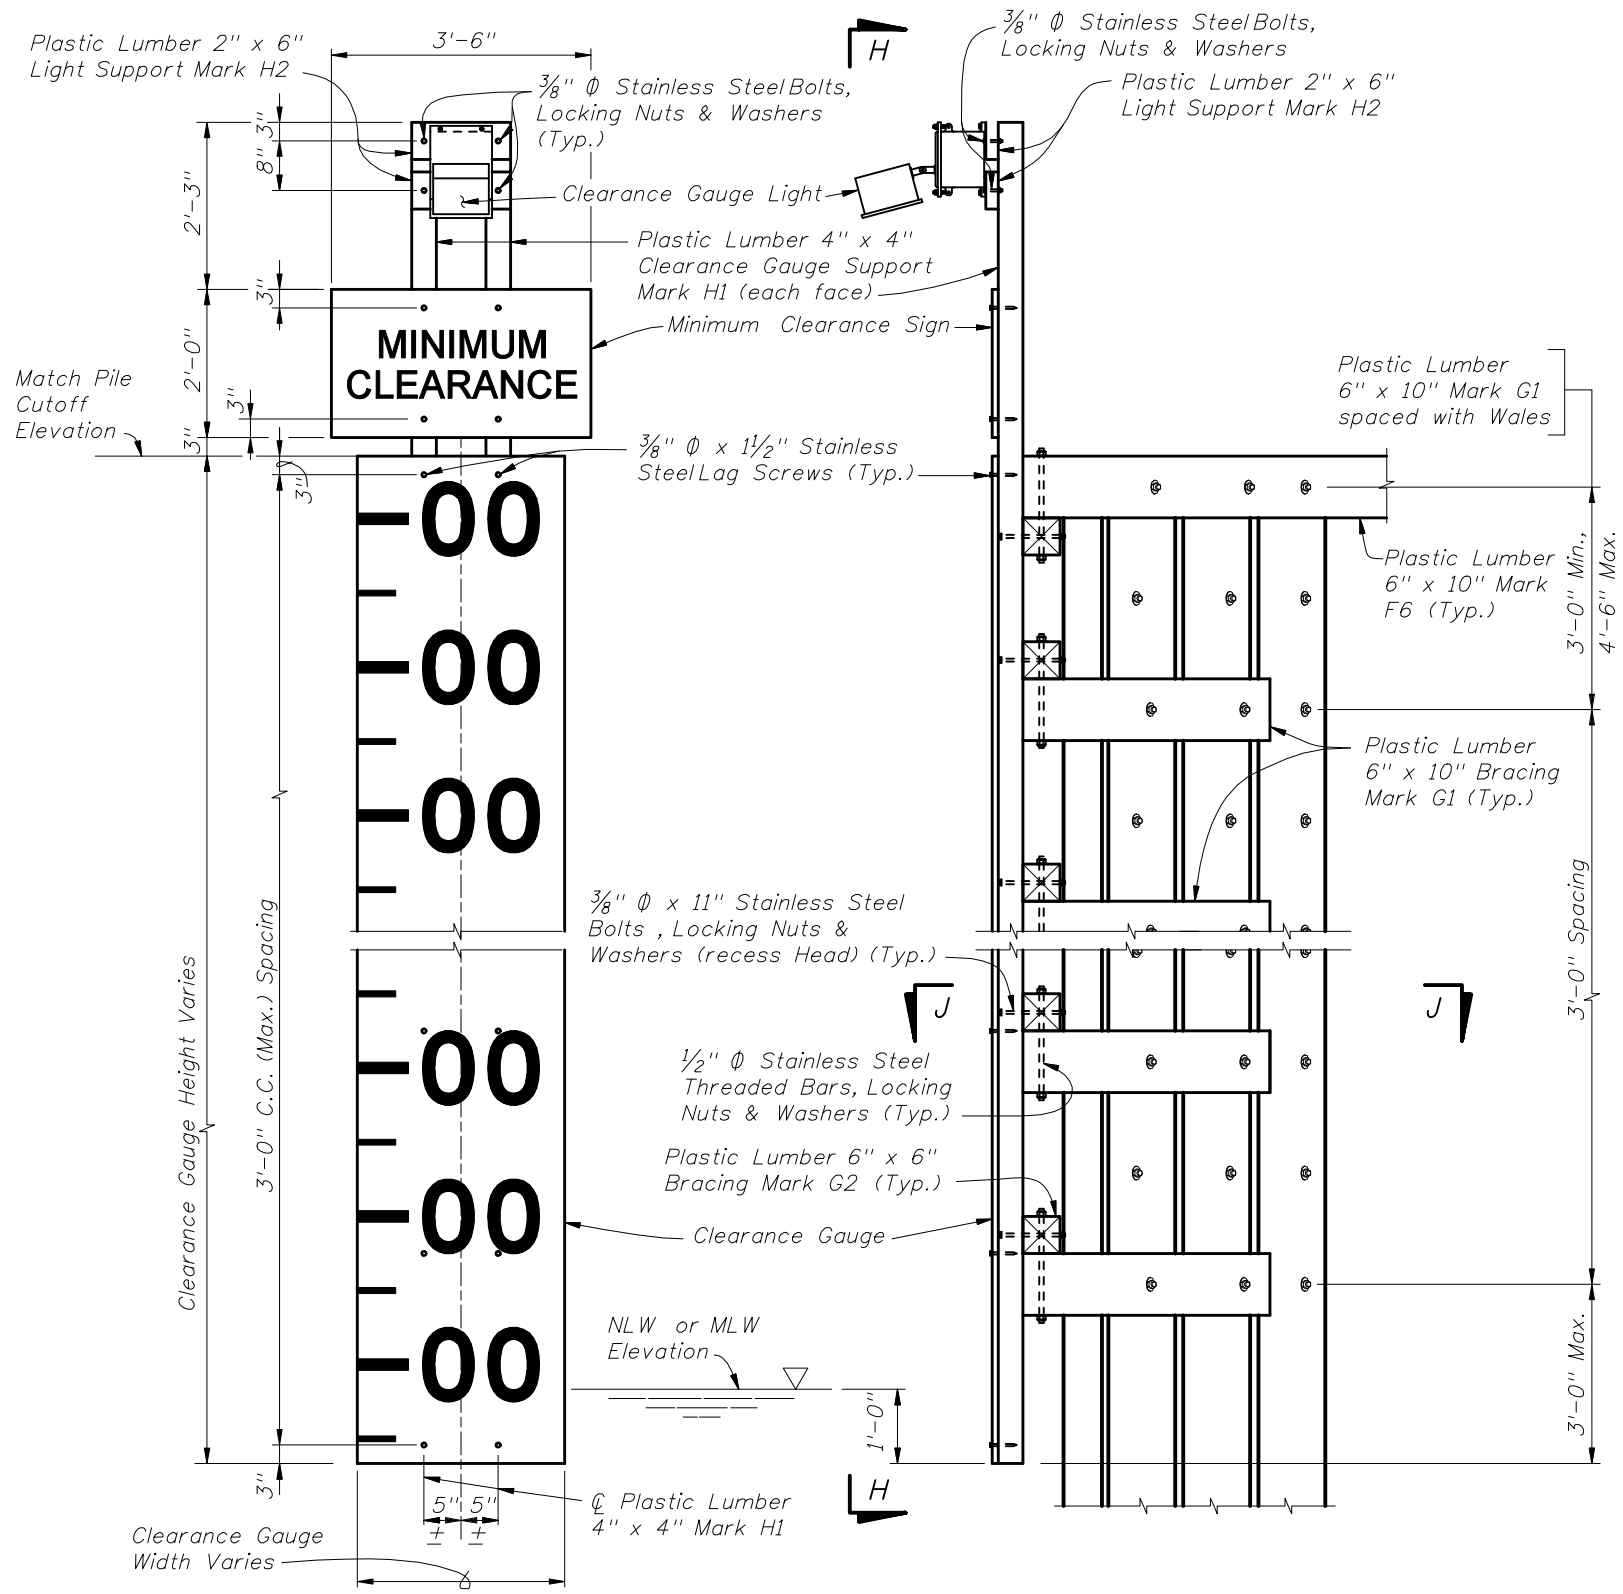 Plastic Lumber 2" x 6"
Light Support Mark H2
3'-6"
3/8" Φ Stainless Steel Bolts,
Locking Nuts & Washers
(Typ.)
H
3/8" Φ Stainless Steel Bolts,
Locking Nuts & Washers
Plastic Lumber 2" x 6"
Light Support Mark H2
3"
8"
2'-3"
Clearance Gauge Light
Plastic Lumber 4" x 4"
Clearance Gauge Support
Mark H1 (each face)
3"
Minimum Clearance Sign
MINIMUM
CLEARANCE
2'-0"
3"
3"
Match Pile
Cutoff
Elevation
Plastic Lumber
6" x 10" Mark G1
spaced with Wales
3/8" Φ x 1 1/2" Stainless
Steel Lag Screws (Typ.)
3"
00
00
00
00
00
00
Plastic Lumber
6" x 10" Mark
F6 (Typ.)
3'-0" Min.,
4'-6" Max.
Plastic Lumber
6" x 10" Bracing
Mark G1 (Typ.)
3/8" Φ x 11" Stainless Steel
Bolts , Locking Nuts &
Washers (recess Head) (Typ.)
3'-0" Spacing
J
J
Clearance Gauge Height Varies
3'-0" C.C. (Max.) Spacing
1/2" Φ Stainless Steel
Threaded Bars, Locking
Nuts & Washers (Typ.)
Plastic Lumber 6" x 6"
Bracing Mark G2 (Typ.)
Clearance Gauge
NLW or MLW
Elevation
1'-0"
3'-0" Max.
3"
5" 5"
± ±
℄ Plastic Lumber
4" x 4" Mark H1
H
Clearance Gauge
Width Varies